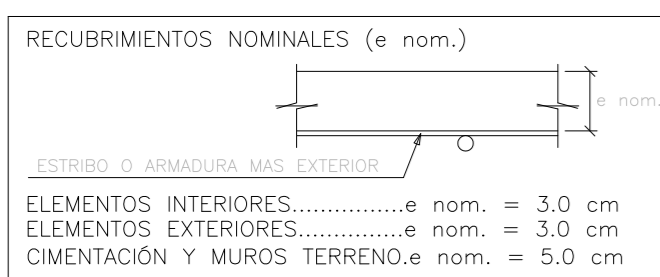 RECUBRIMIENTOS NOMINALES (e nom.)
e nom.
ESTRIBO O ARMADURA MAS EXTERIOR
ELEMENTOS INTERIORES................e nom. = 3.0 cm
ELEMENTOS EXTERIORES...............e nom. = 3.0 cm
CIMENTACIÓN Y MUROS TERRENO.e nom. = 5.0 cm